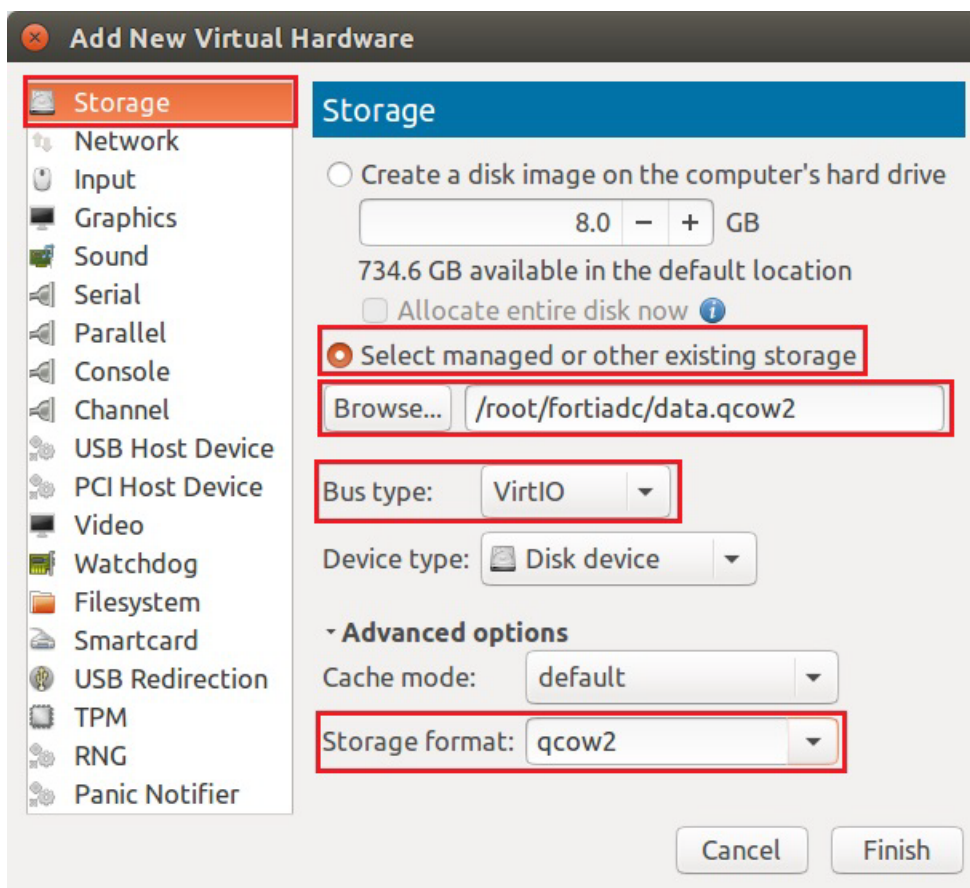 Add New Virtual Hardware
Storage
Network
Input
Graphics
Sound
Serial
Parallel
Console
Channel
USB Host Device
PCI Host Device
Video
Watchdog
Filesystem
Smartcard
USB Redirection
TPM
RNG
Panic Notifier
Storage
Create a disk image on the computer's hard drive
8.0 − + GB
734.6 GB available in the default location
Allocate entire disk now
Select managed or other existing storage
Browse... /root/fortiadc/data.qcow2
Bus type: VirtIO
Device type: Disk device
Advanced options
Cache mode: default
Storage format: qcow2
Cancel Finish